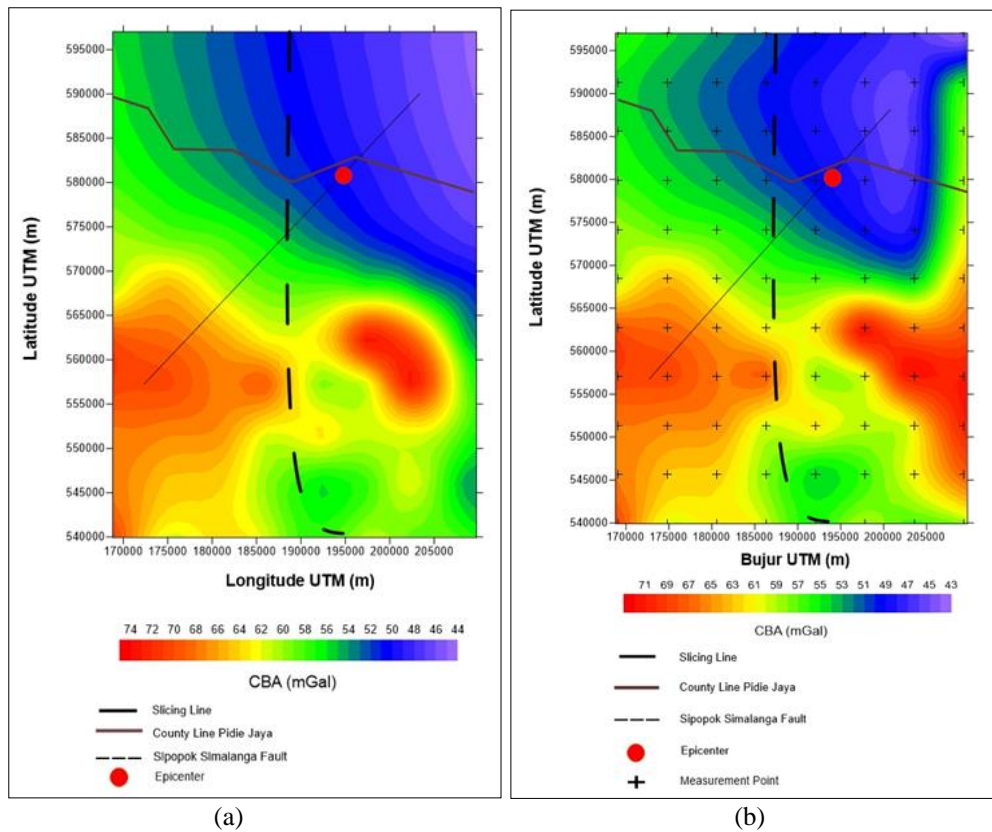 595000
590000
585000
580000
575000
570000
565000
560000
555000
550000
545000
540000
Latitude UTM (m)
170000 175000 180000 185000 190000 195000 200000 205000
Longitude UTM (m)
74 72 70 68 66 64 62 60 58 56 54 52 50 48 46 44
CBA (mGal)
Slicing Line
County Line Pidie Jaya
Sipopok Simalanga Fault
Epicenter
(a)
595000
590000
585000
580000
575000
570000
565000
560000
555000
550000
545000
540000
Latitude UTM (m)
170000 175000 180000 185000 190000 195000 200000 205000
Bujur UTM (m)
71 69 67 65 63 61 59 57 55 53 51 49 47 45 43
CBA (mGal)
Slicing Line
County Line Pidie Jaya
Sipopok Simalanga Fault
Epicenter
Measurement Point
(b)